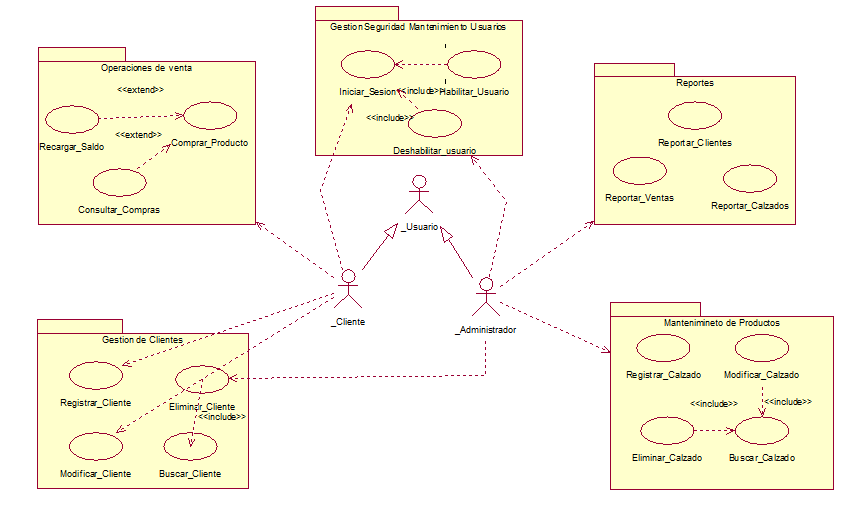 Gestion Seguridad Mantenimiento Usuarios
Iniciar_Sesion
<<include>>
Habilitar_Usuario
<<include>>
Deshabilitar_usuario
Operaciones de venta
<<extend>>
Recargar_Saldo
<<extend>>
Comprar_Producto
Consultar_Compras
Reportes
Reportar_Clientes
Reportar_Ventas
Reportar_Calzados
_Usuario
_Cliente
_Administrador
Gestion de Clientes
Registrar_Cliente
Eliminar_Cliente
<<include>>
Modificar_Cliente
Buscar_Cliente
Mantenimineto de Productos
Registrar_Calzado
Modificar_Calzado
<<include>>
<<include>>
Eliminar_Calzado
Buscar_Calzado